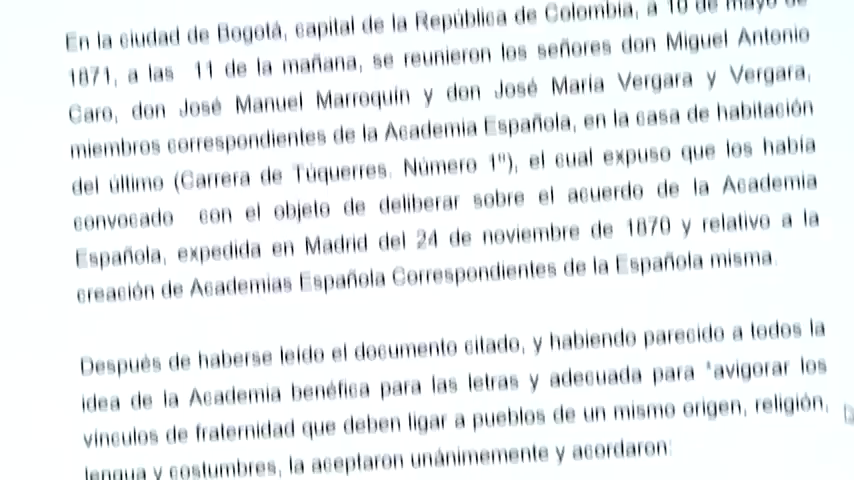 En la ciudad de Bogotá, capital de la República de Colombia, a 10 de mayo de
1871, a las 11 de la mañana, se reunieron los señores don Miguel Antonio
Caro, don José Manuel Marroquín y don José María Vergara y Vergara,
miembros correspondientes de la Academia Española, en la casa de habitación
del último (Carrera de Túquerres. Número 1º), el cual expuso que los había
convocado con el objeto de deliberar sobre el acuerdo de la Academia
Española, expedida en Madrid del 24 de noviembre de 1870 y relativo a la
creación de Academias Española Correspondientes de la Española misma.
Después de haberse leído el documento citado, y habiendo parecido a todos la
idea de la Academia benéfica para las letras y adecuada para "avigorar los
vínculos de fraternidad que deben ligar a pueblos de un mismo origen, religión,
lengua y costumbres, la aceptaron unánimemente y acordaron: